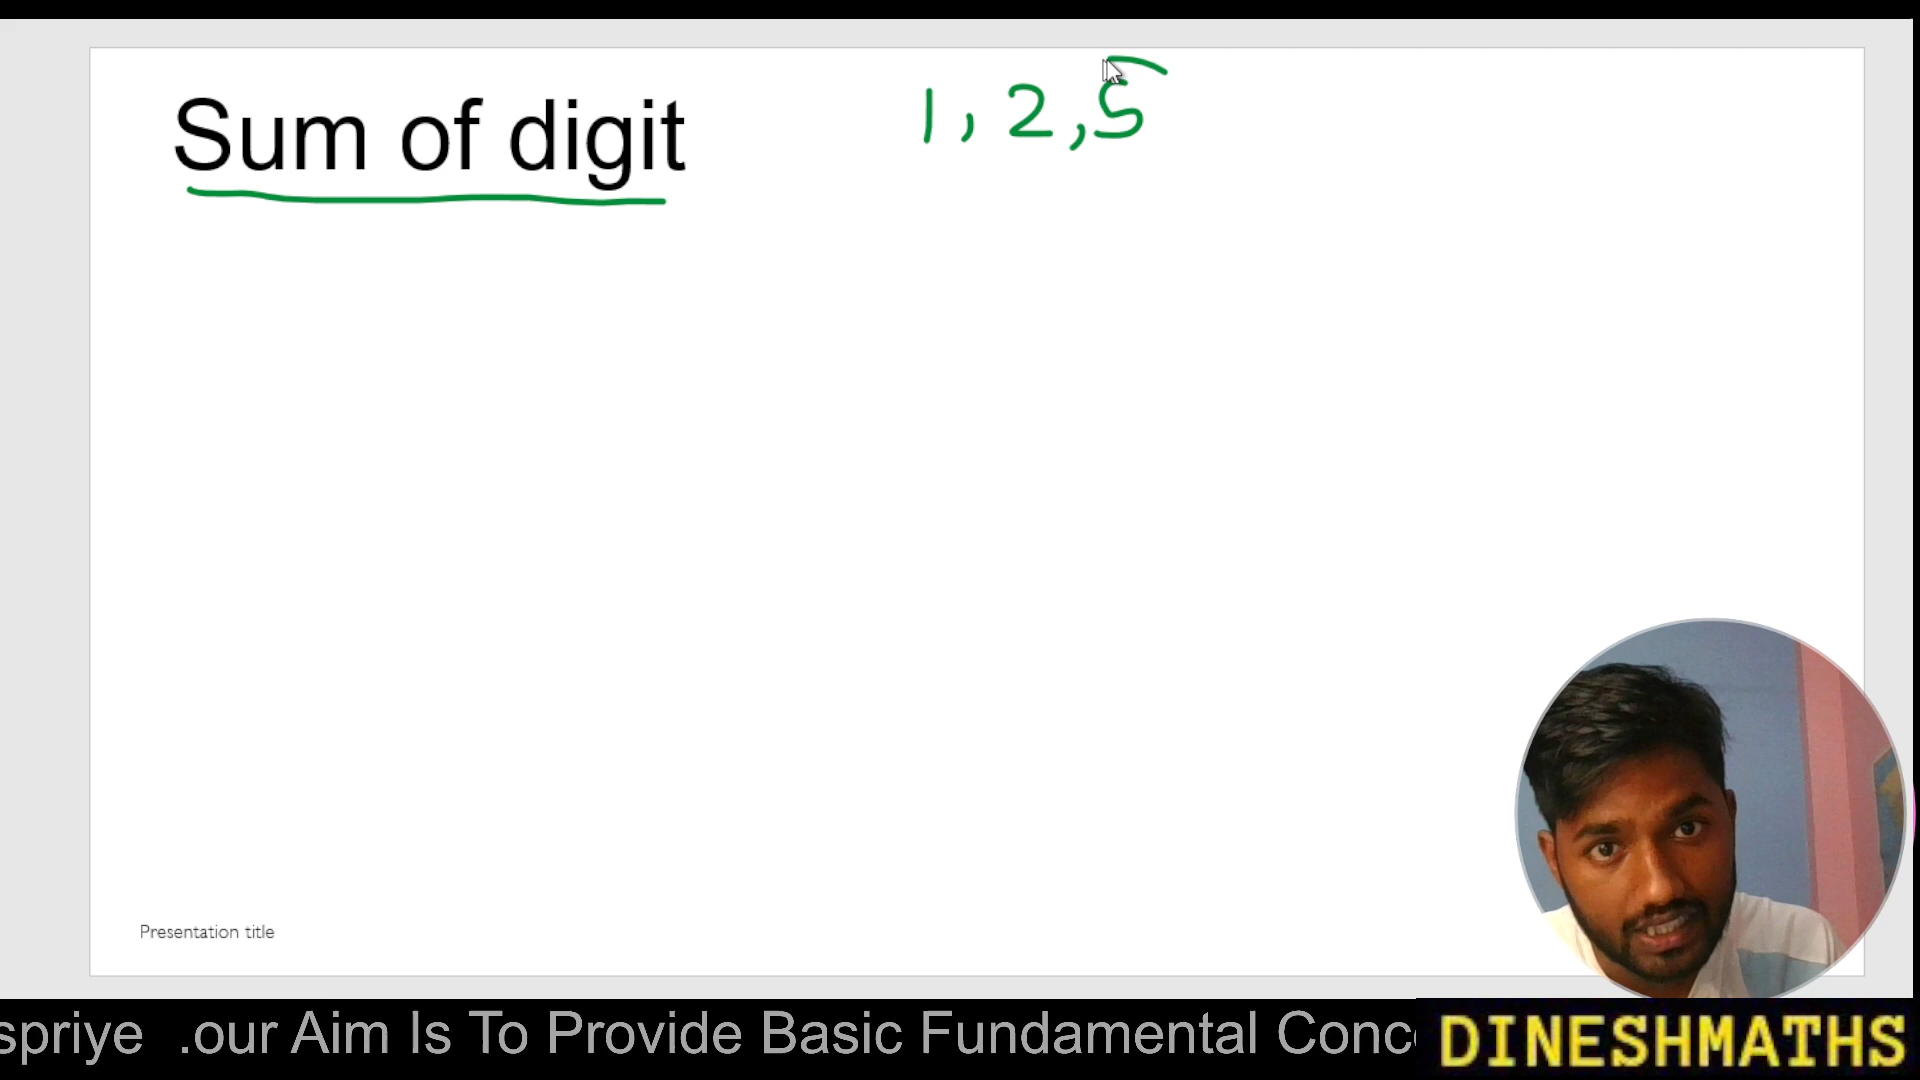 Sum of digit
1, 2, 5
Presentation title
spriye .our Aim Is To Provide Basic Fundamental Conc
DINESHMATHS